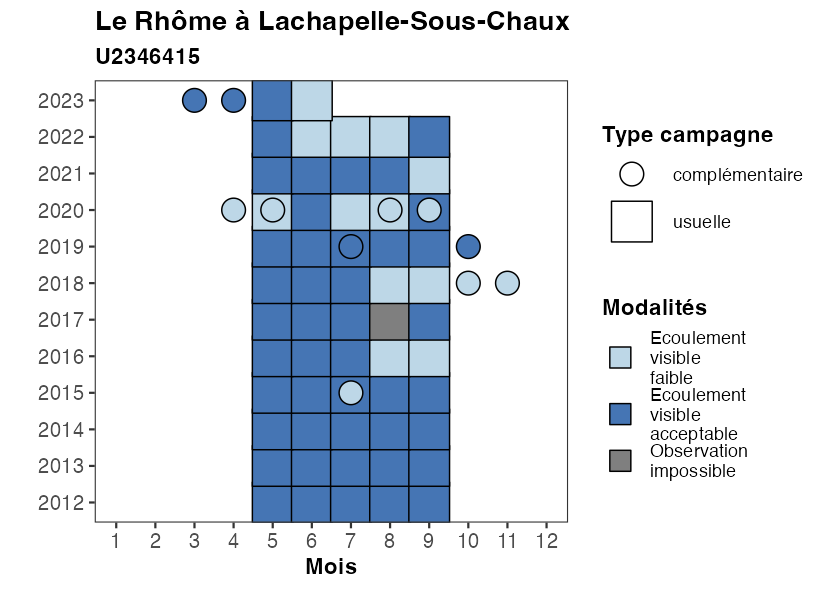 Le Rhôme à Lachapelle-Sous-Chaux
U2346415
2023
2022
2021
2020
2019
2018
2017
2016
2015
2014
2013
2012
1 2 3 4 5 6 7 8 9 10 11 12
Mois
Type campagne
complémentaire
usuelle
Modalités
Ecoulement
visible
faible
Ecoulement
visible
acceptable
Observation
impossible